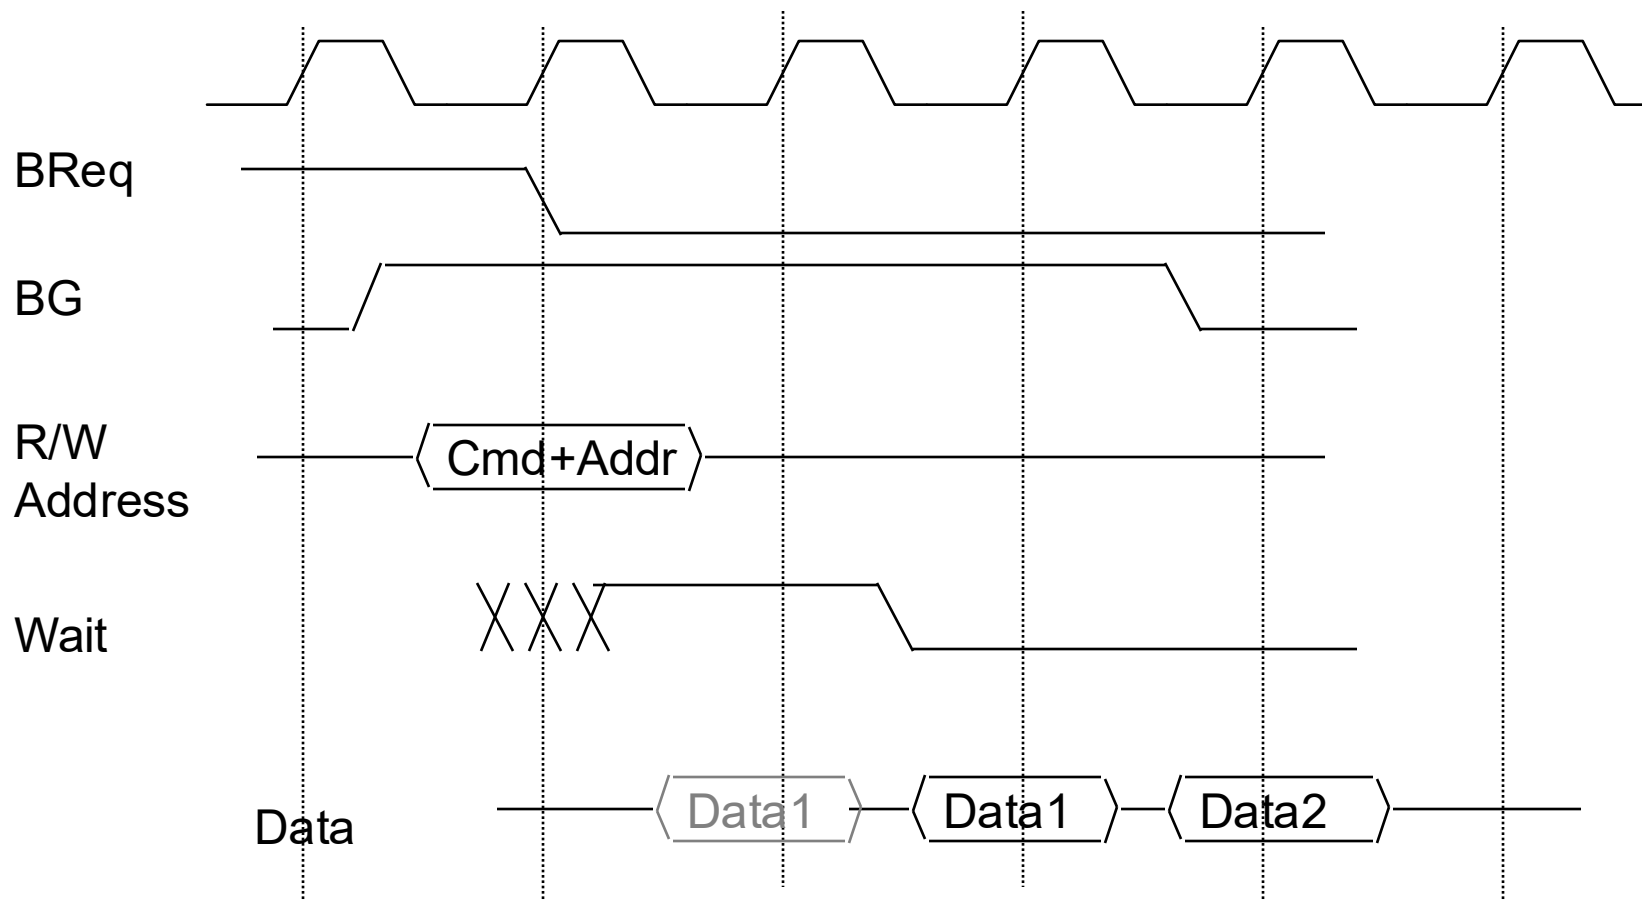 BReq
BG
R/W
Address
Cmd+Addr
Wait
Data
Data1
Data1
Data2